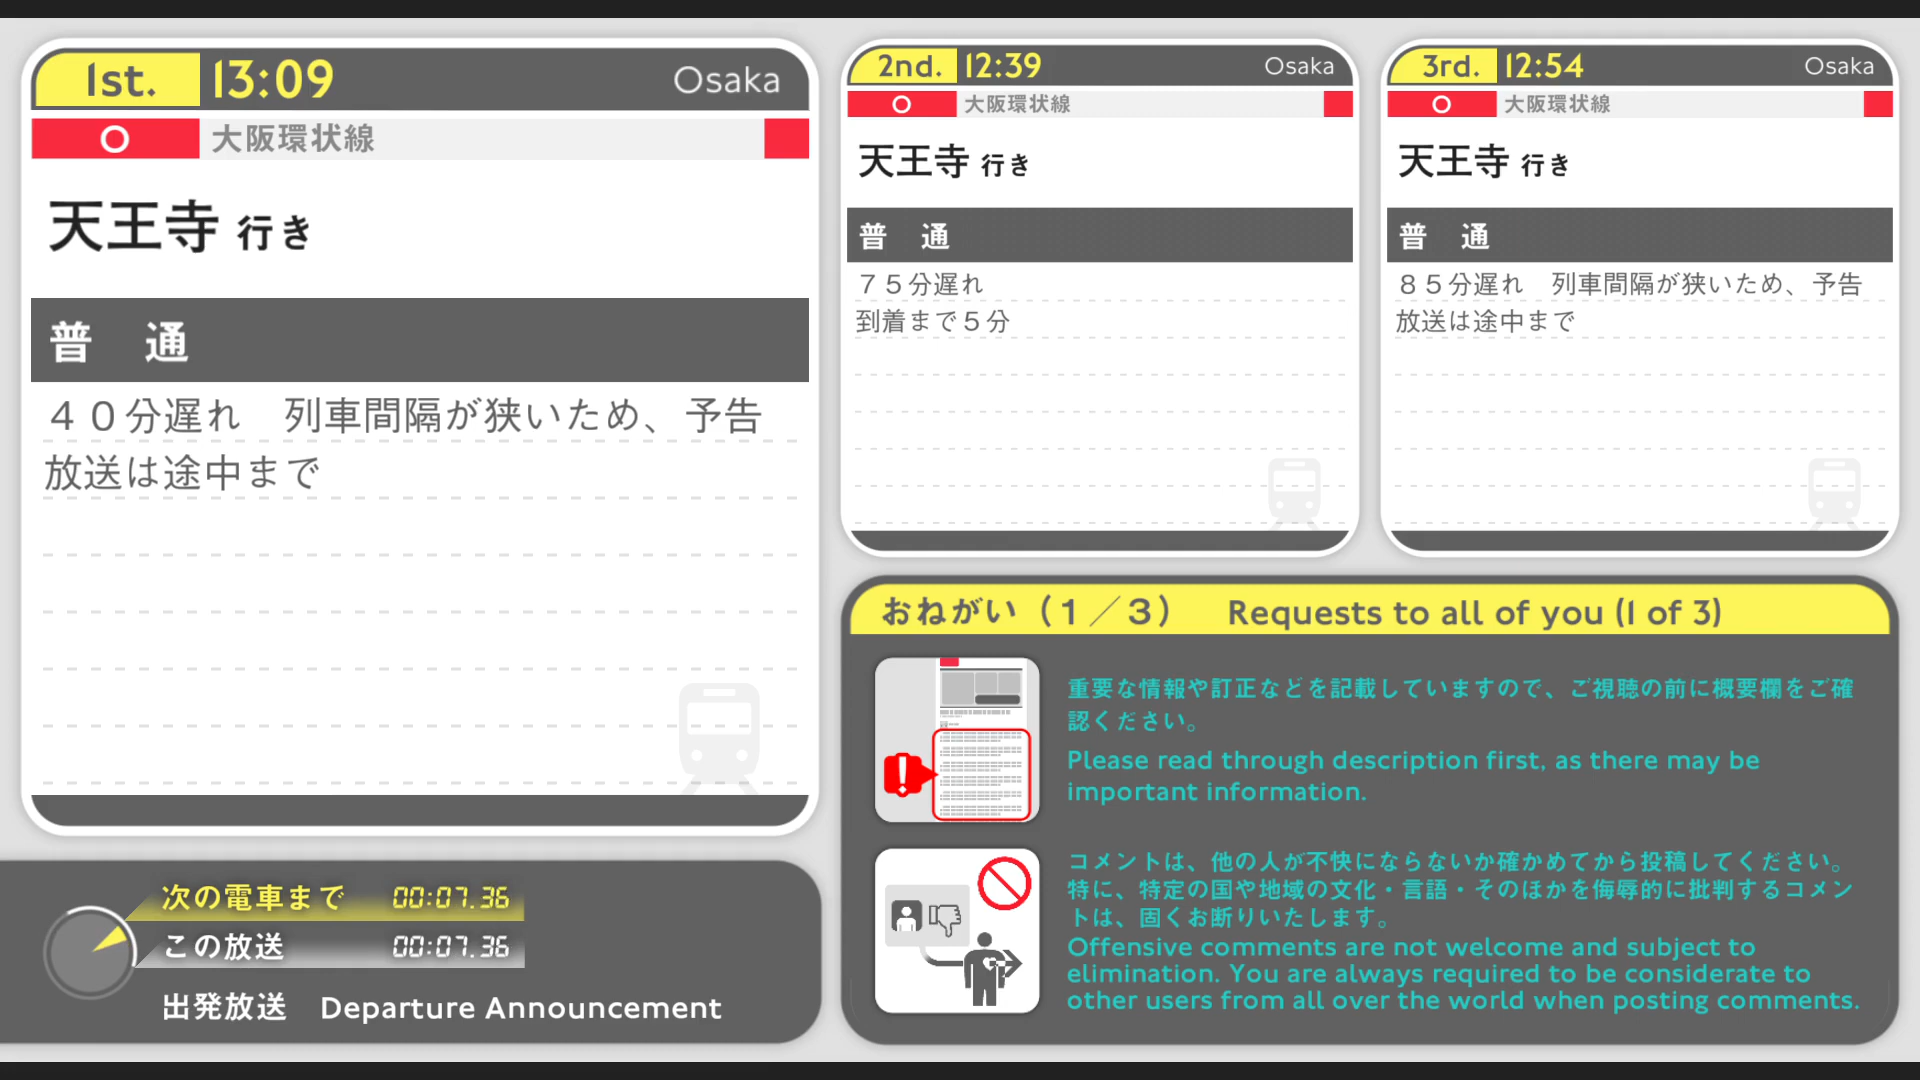 1st. 13:09 Osaka
O 大阪環状線
天王寺 行き
普　通
４０分遅れ　列車間隔が狭いため、予告
放送は途中まで
2nd. 12:39 Osaka
O 大阪環状線
天王寺 行き
普　通
７５分遅れ
到着まで５分
3rd. 12:54 Osaka
O 大阪環状線
天王寺 行き
普　通
８５分遅れ　列車間隔が狭いため、予告
放送は途中まで
次の電車まで 00:07.36
この放送 00:07.36
出発放送　Departure Announcement
おねがい（１／３）　Requests to all of you (1 of 3)
重要な情報や訂正などを記載していますので、ご視聴の前に概要欄をご確
認ください。
Please read through description first, as there may be
important information.
コメントは、他の人が不快にならないか確かめてから投稿してください。
特に、特定の国や地域の文化・言語・そのほかを侮辱的に批判するコメン
トは、固くお断りいたします。
Offensive comments are not welcome and subject to
elimination. You are always required to be considerate to
other users from all over the world when posting comments.